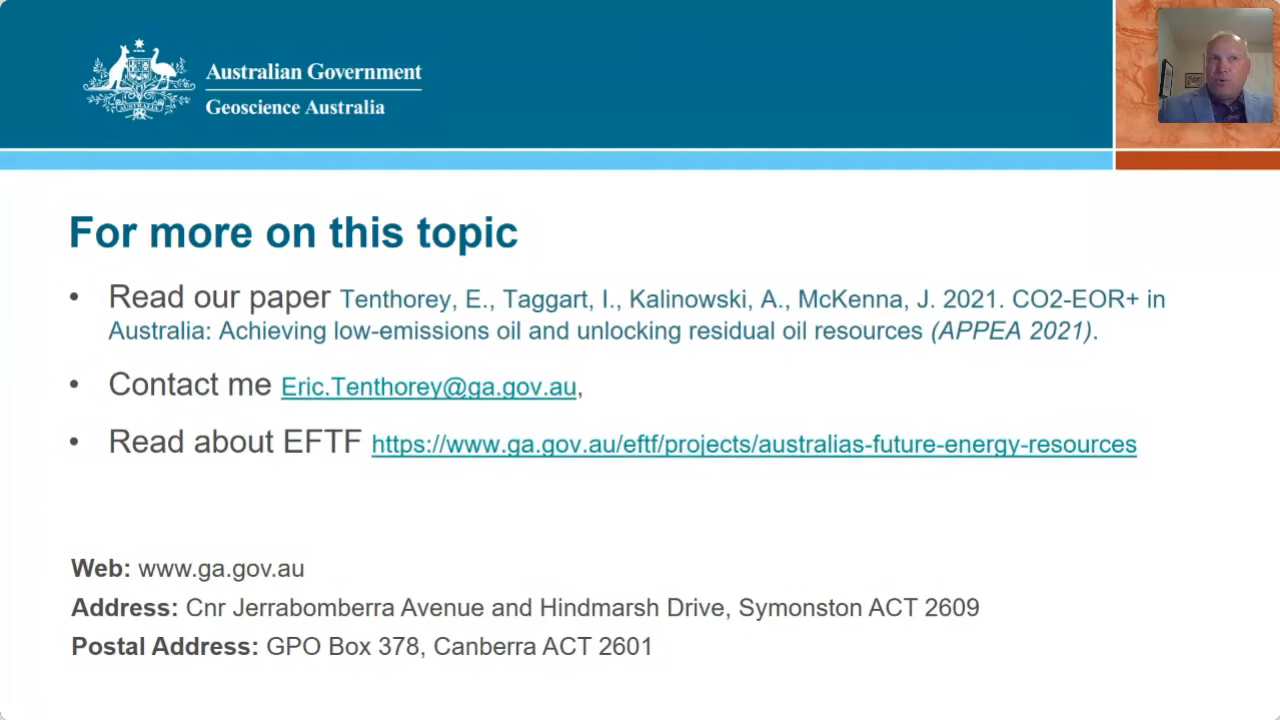 Australian Government
Geoscience Australia
For more on this topic
• Read our paper Tenthorey, E., Taggart, I., Kalinowski, A., McKenna, J. 2021. CO2-EOR+ in
Australia: Achieving low-emissions oil and unlocking residual oil resources (APPEA 2021).
• Contact me Eric.Tenthorey@ga.gov.au,
• Read about EFTF https://www.ga.gov.au/eftf/projects/australias-future-energy-resources
Web: www.ga.gov.au
Address: Cnr Jerrabomberra Avenue and Hindmarsh Drive, Symonston ACT 2609
Postal Address: GPO Box 378, Canberra ACT 2601